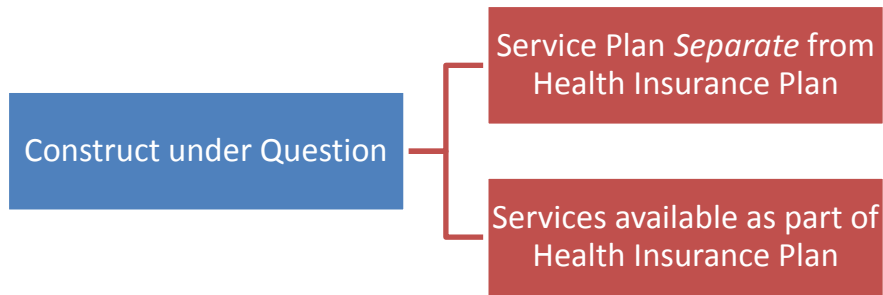 Construct under Question
Service Plan Separate from
Health Insurance Plan
Services available as part of
Health Insurance Plan